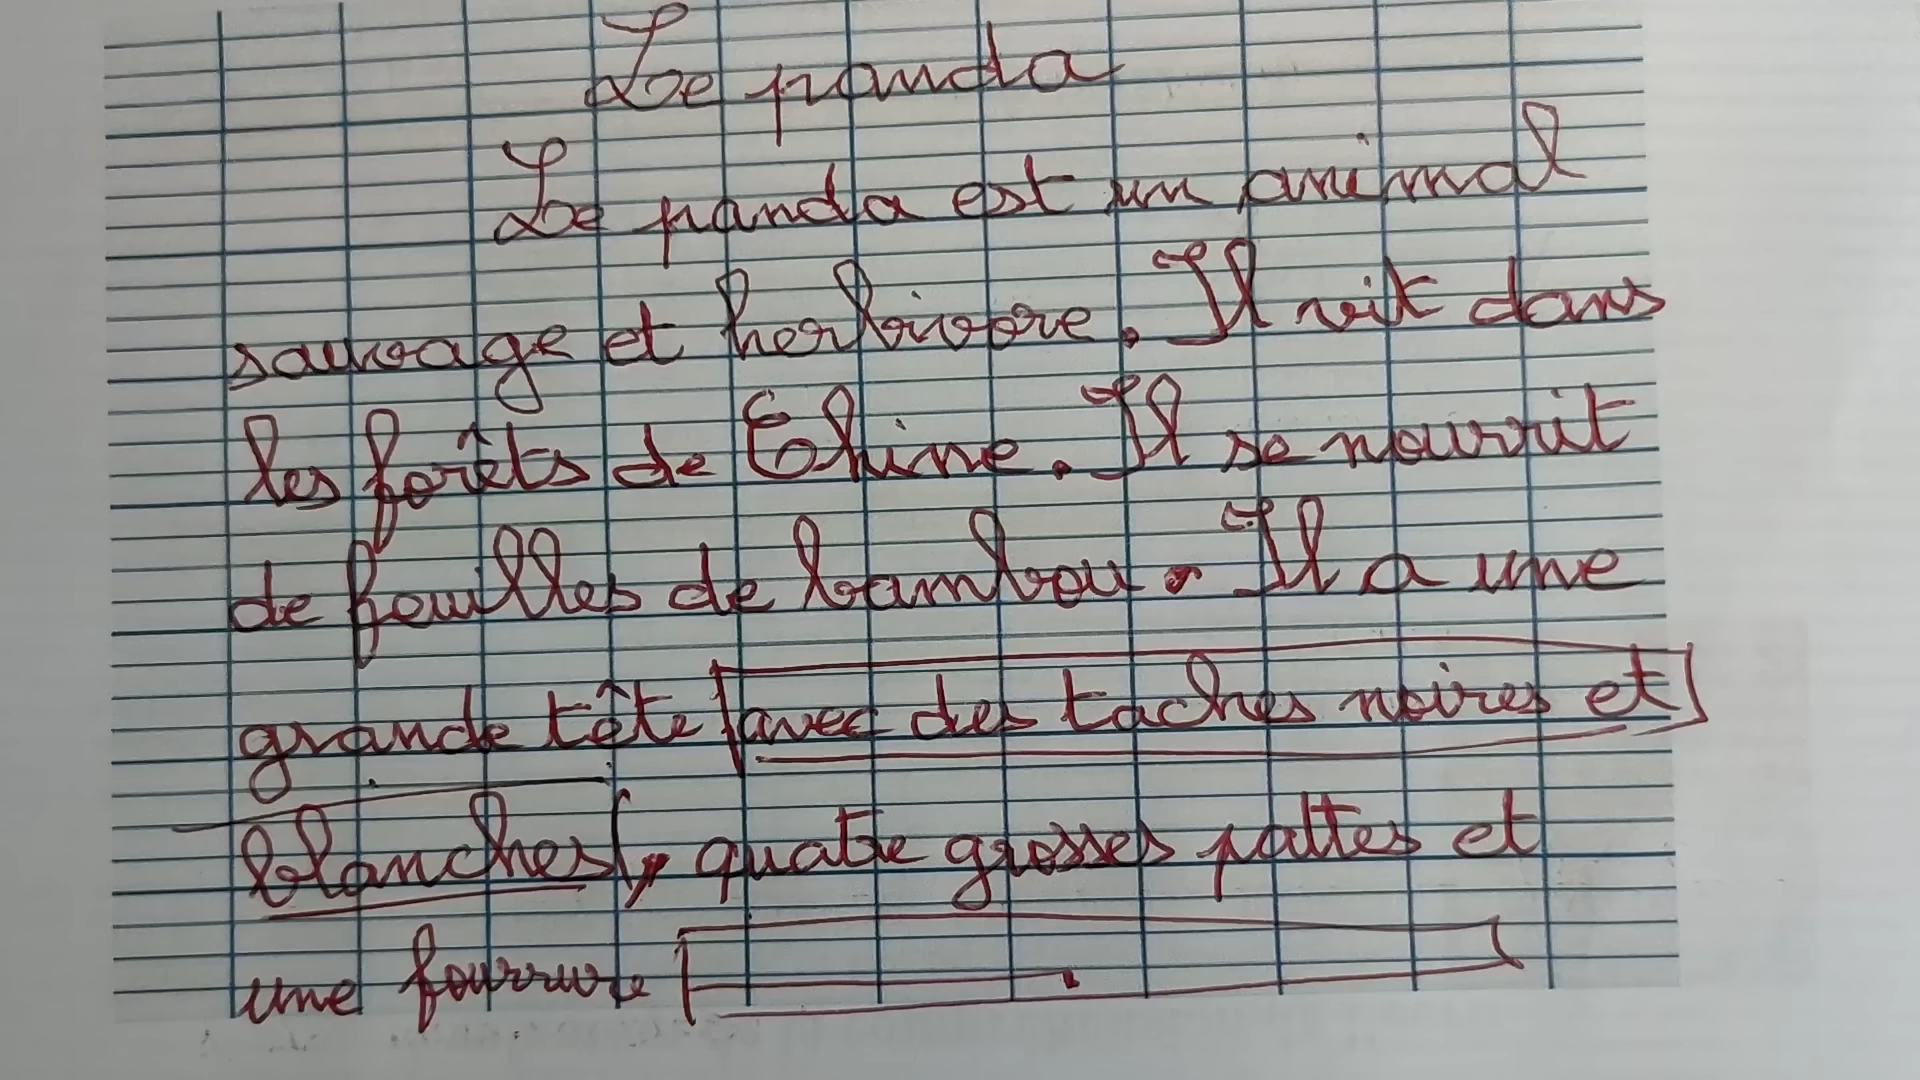 Le panda
Le panda est un animal
sauvage et herbivore. Il vit dans
les forêts de Chine. Il se nourrit
de feuilles de bambou. Il a une
grande tête avec des taches noires et
blanches, quatre grosses pattes et
une fourrure